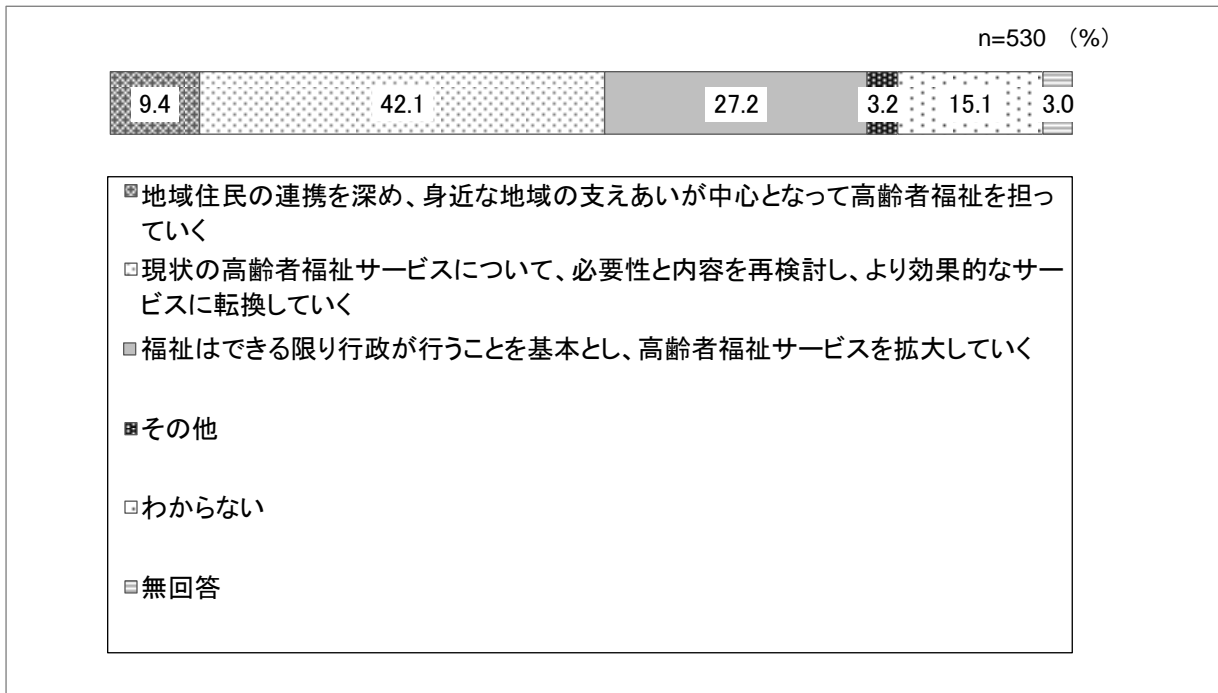 n=530 （%）
9.4 42.1 27.2 3.2 15.1 3.0
地域住民の連携を深め、身近な地域の支えあいが中心となって高齢者福祉を担っ
ていく
現状の高齢者福祉サービスについて、必要性と内容を再検討し、より効果的なサー
ビスに転換していく
福祉はできる限り行政が行うことを基本とし、高齢者福祉サービスを拡大していく
その他
わからない
無回答